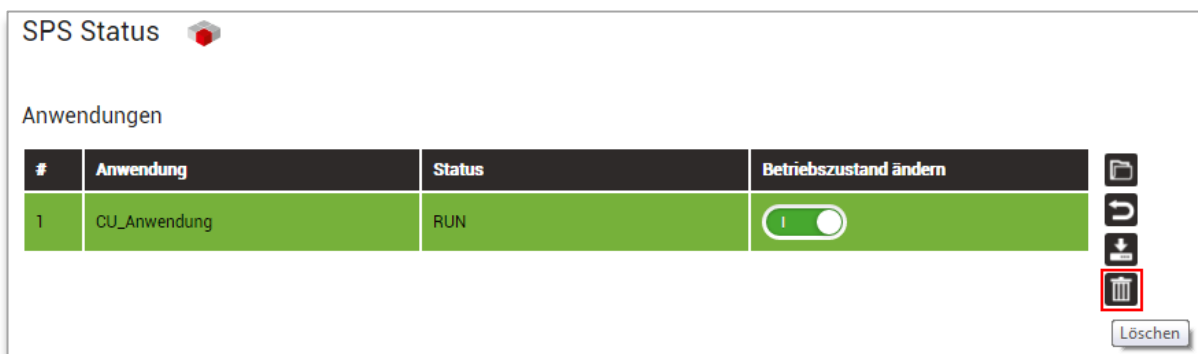 SPS Status
Anwendungen
# Anwendung Status Betriebszustand ändern
1 CU_Anwendung RUN I
Löschen